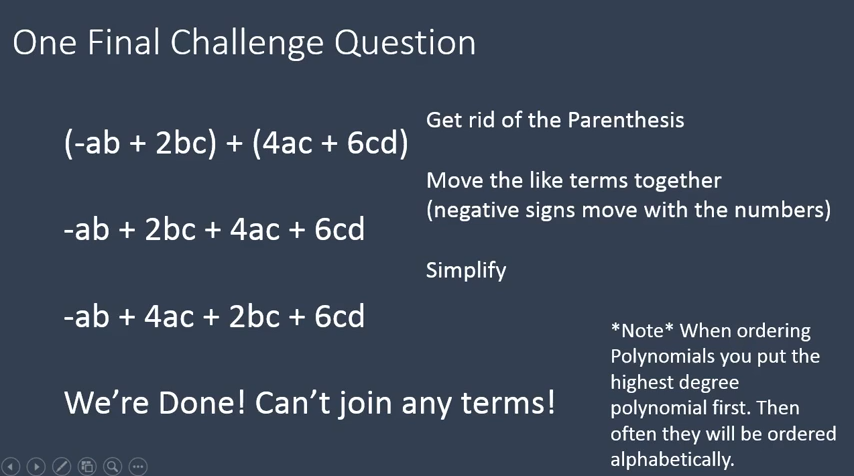 One Final Challenge Question
(-ab + 2bc) + (4ac + 6cd)
-ab + 2bc + 4ac + 6cd
-ab + 4ac + 2bc + 6cd
We're Done! Can't join any terms!
Get rid of the Parenthesis
Move the like terms together
(negative signs move with the numbers)
Simplify
*Note* When ordering
Polynomials you put the
highest degree
polynomial first. Then
often they will be ordered
alphabetically.